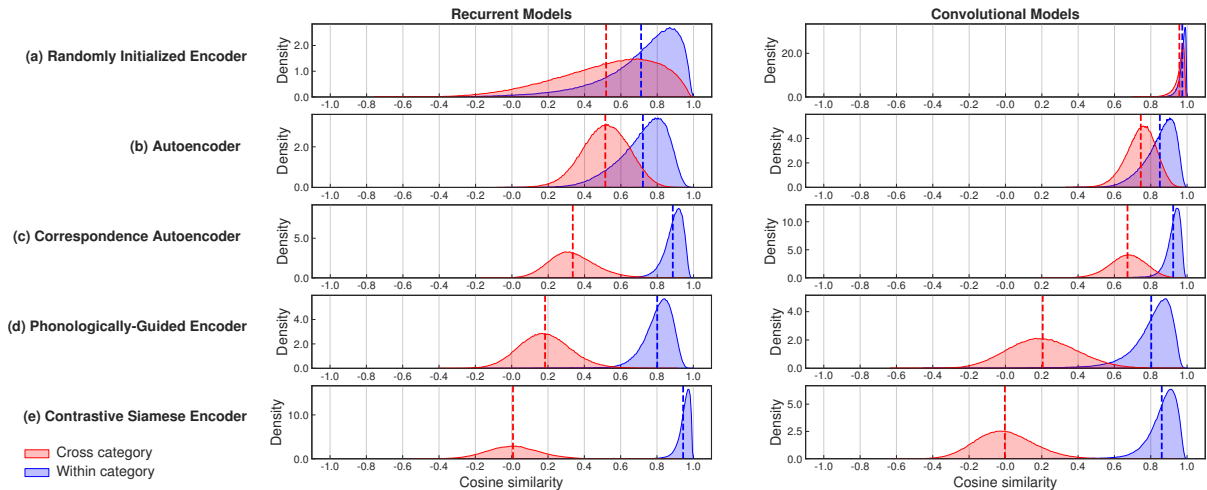 Recurrent Models
Convolutional Models
(a) Randomly Initialized Encoder
Density
2.0
1.0
0.0
-1.0 -0.8 -0.6 -0.4 -0.2 -0.0 0.2 0.4 0.6 0.8 1.0
Density
20.0
0.0
-1.0 -0.8 -0.6 -0.4 -0.2 -0.0 0.2 0.4 0.6 0.8 1.0
(b) Autoencoder
Density
2.0
0.0
-1.0 -0.8 -0.6 -0.4 -0.2 -0.0 0.2 0.4 0.6 0.8 1.0
Density
4.0
2.0
0.0
-1.0 -0.8 -0.6 -0.4 -0.2 -0.0 0.2 0.4 0.6 0.8 1.0
(c) Correspondence Autoencoder
Density
5.0
0.0
-1.0 -0.8 -0.6 -0.4 -0.2 -0.0 0.2 0.4 0.6 0.8 1.0
Density
10.0
5.0
0.0
-1.0 -0.8 -0.6 -0.4 -0.2 -0.0 0.2 0.4 0.6 0.8 1.0
(d) Phonologically-Guided Encoder
Density
4.0
2.0
0.0
-1.0 -0.8 -0.6 -0.4 -0.2 -0.0 0.2 0.4 0.6 0.8 1.0
Density
4.0
2.0
0.0
-1.0 -0.8 -0.6 -0.4 -0.2 -0.0 0.2 0.4 0.6 0.8 1.0
(e) Contrastive Siamese Encoder
Density
10.0
0.0
-1.0 -0.8 -0.6 -0.4 -0.2 -0.0 0.2 0.4 0.6 0.8 1.0
Cosine similarity
Density
5.0
2.5
0.0
-1.0 -0.8 -0.6 -0.4 -0.2 -0.0 0.2 0.4 0.6 0.8 1.0
Cosine similarity
Cross category
Within category